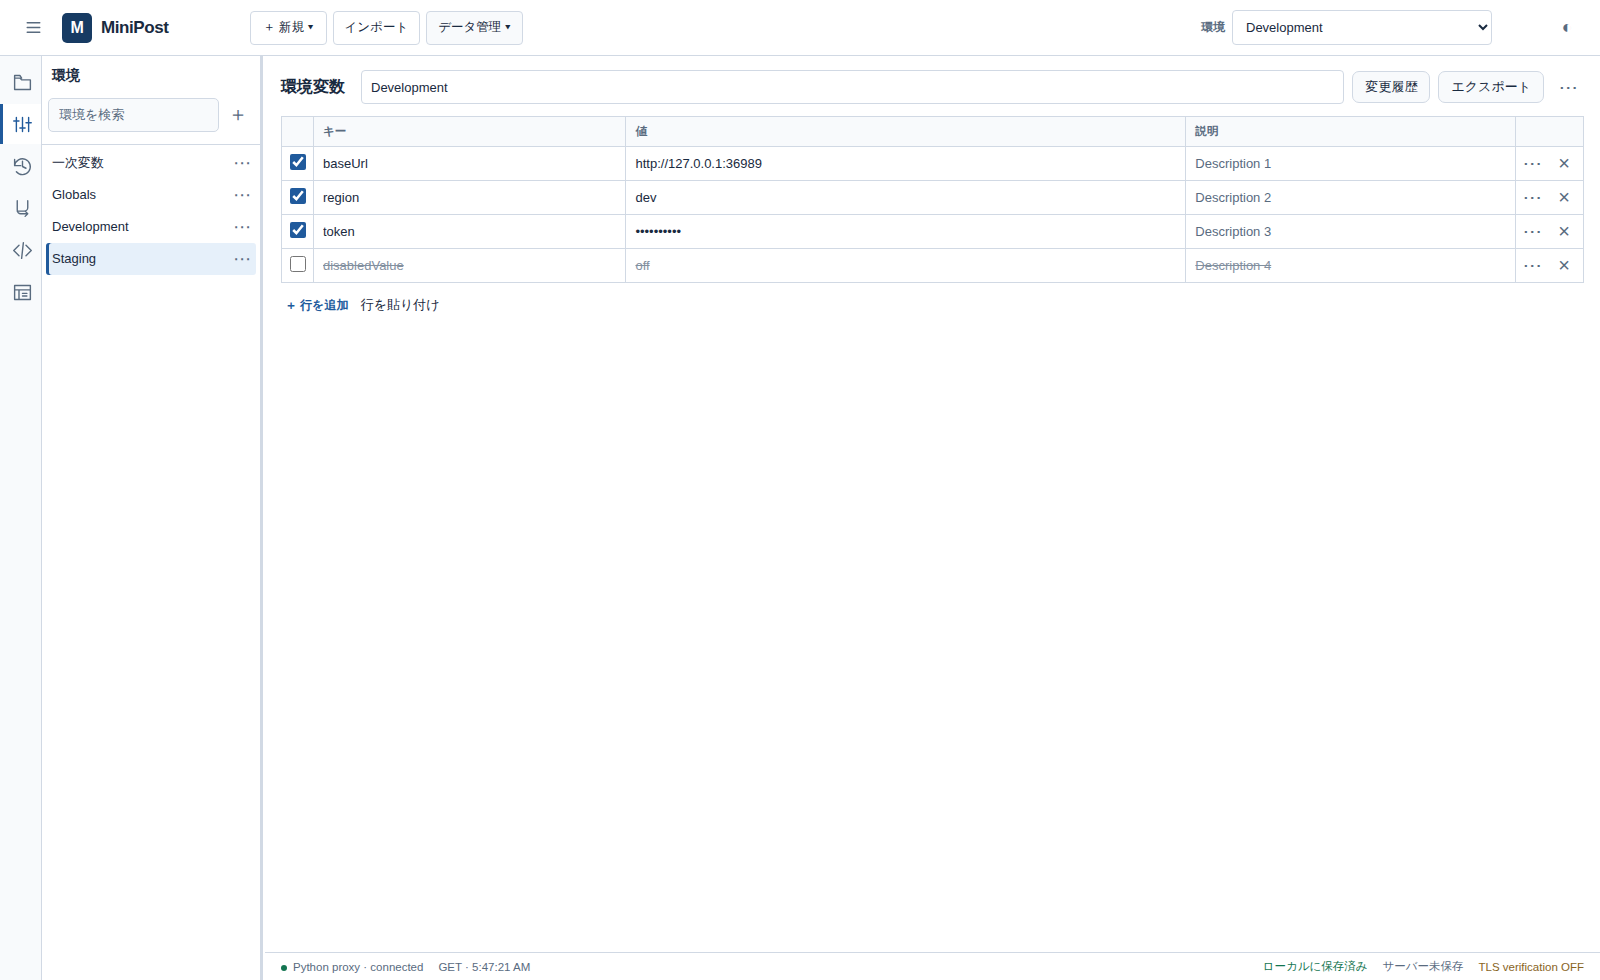 M MiniPost
＋ 新規 ▾
インポート
データ管理 ▾
環境
Development
環境
環境を検索
＋
一次変数 ···
Globals ···
Development ···
Staging ···
環境変数
Development
変更履歴
エクスポート
···
キー 値 説明
baseUrl http://127.0.0.1:36989 Description 1 ··· ×
region dev Description 2 ··· ×
token •••••••••• Description 3 ··· ×
disabledValue off Description 4 ··· ×
+ 行を追加 行を貼り付け
Python proxy · connected GET · 5:47:21 AM
ローカルに保存済み サーバー未保存 TLS verification OFF